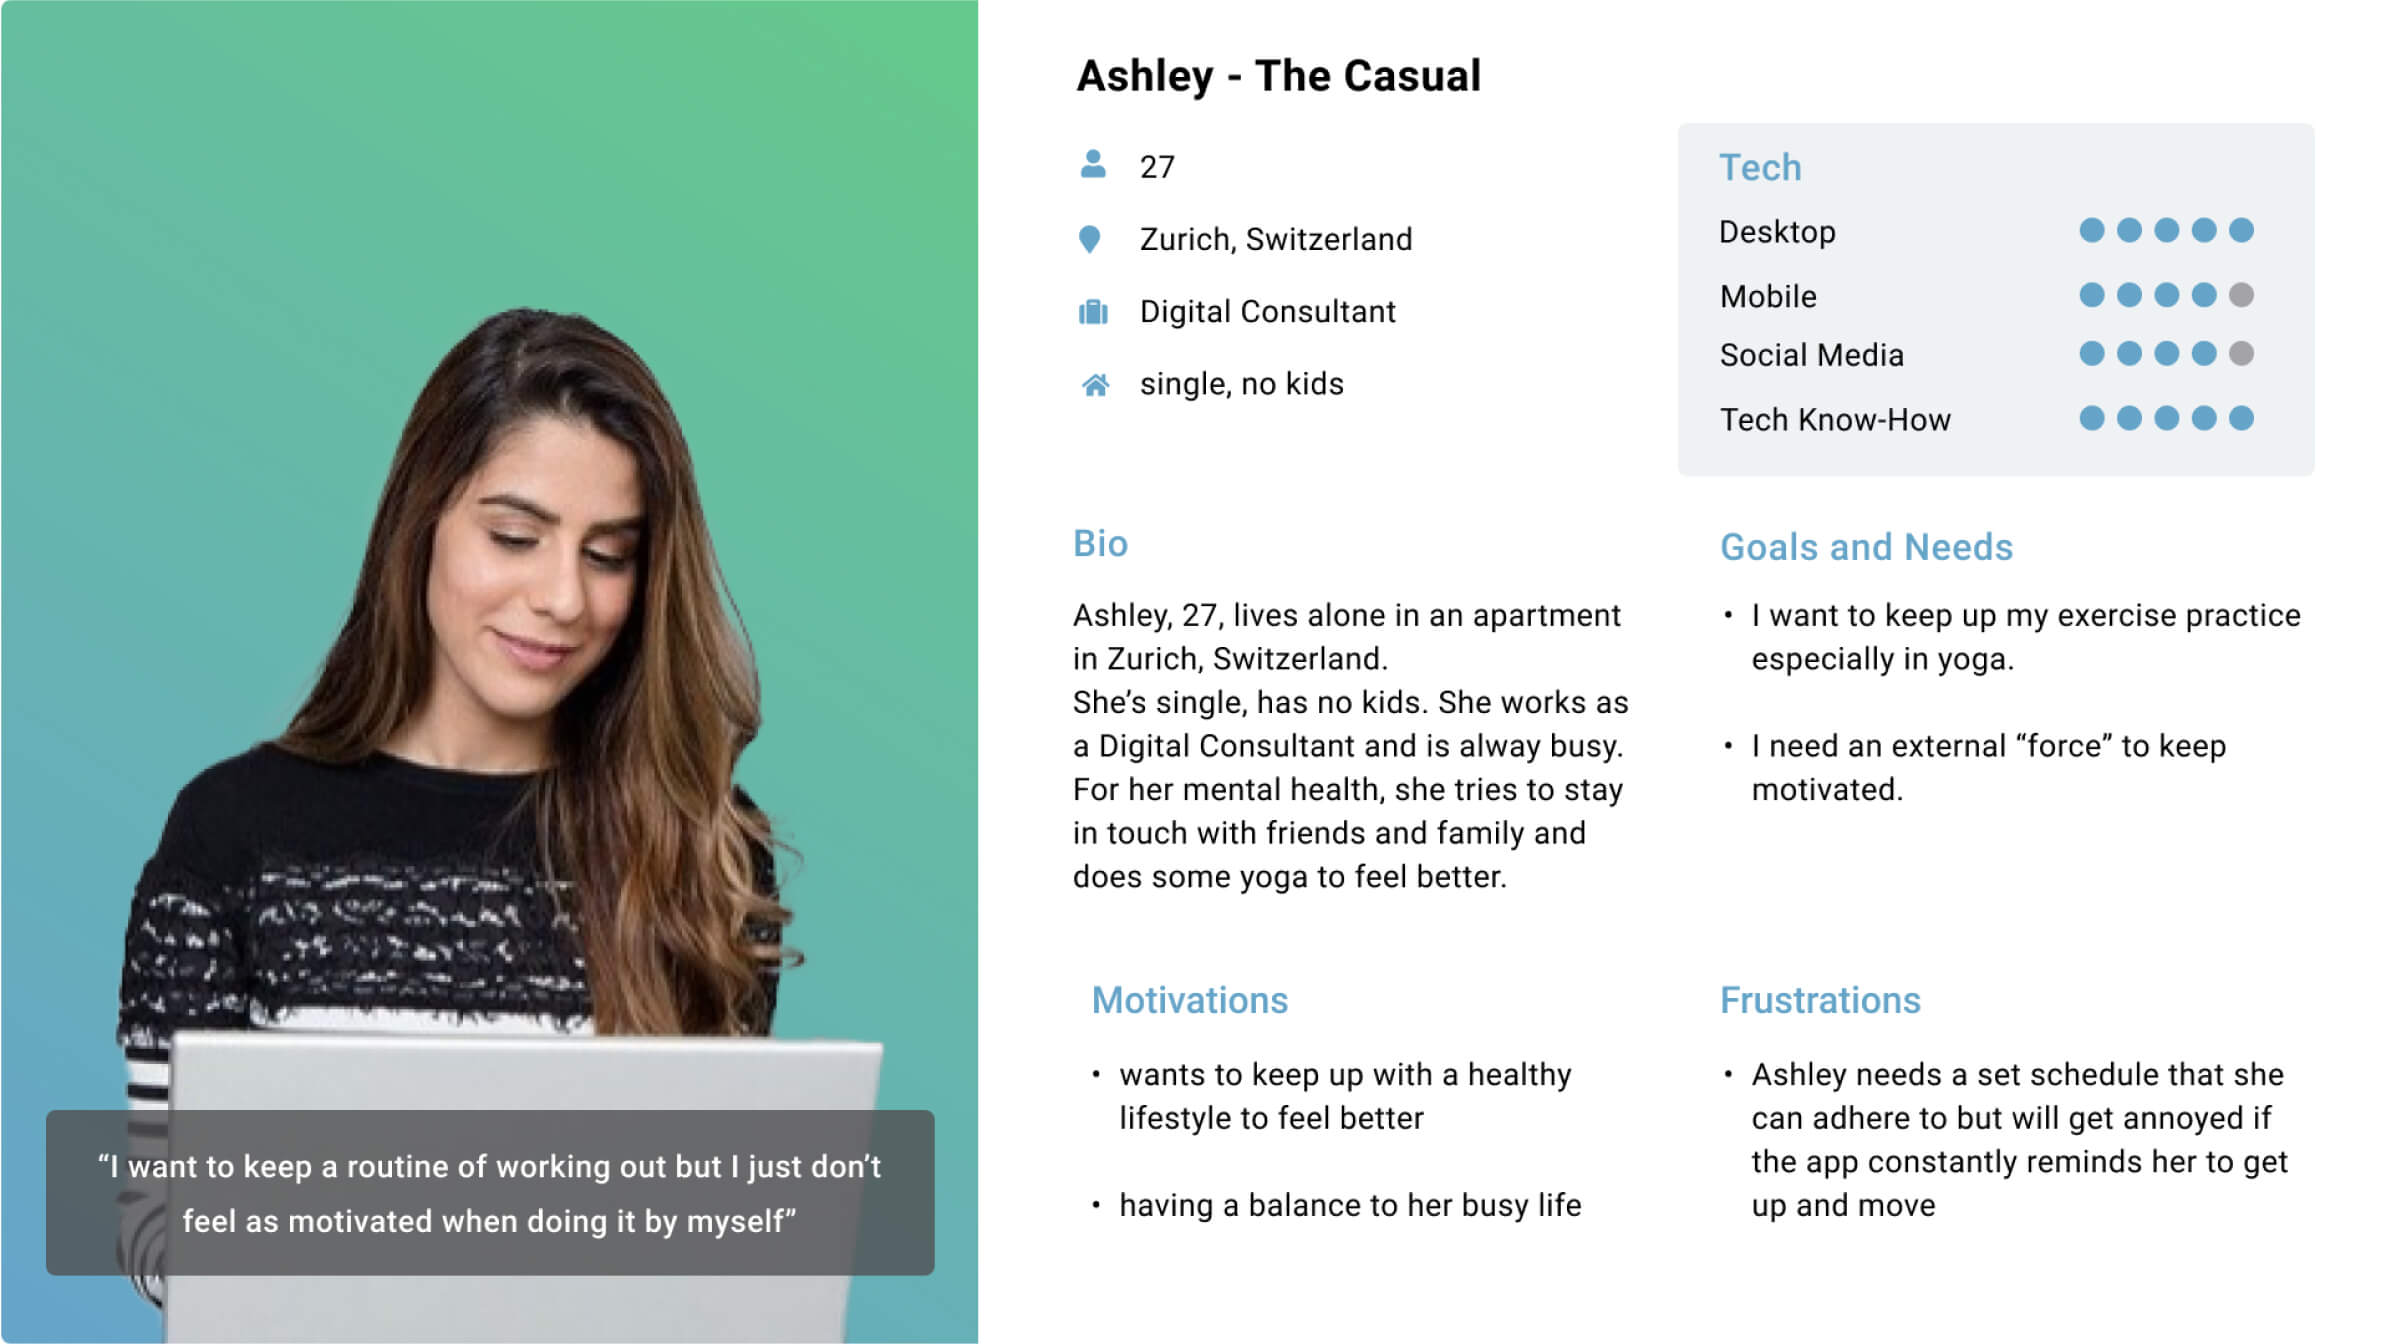 Ashley - The Casual
27
Zurich, Switzerland
Digital Consultant
single, no kids
Tech
Desktop
Mobile
Social Media
Tech Know-How
Bio
Ashley, 27, lives alone in an apartment
in Zurich, Switzerland.
She’s single, has no kids. She works as
a Digital Consultant and is alway busy.
For her mental health, she tries to stay
in touch with friends and family and
does some yoga to feel better.
Goals and Needs
• I want to keep up my exercise practice
especially in yoga.
• I need an external “force” to keep
motivated.
Motivations
• wants to keep up with a healthy
lifestyle to feel better
• having a balance to her busy life
Frustrations
• Ashley needs a set schedule that she
can adhere to but will get annoyed if
the app constantly reminds her to get
up and move
“I want to keep a routine of working out but I just don’t
feel as motivated when doing it by myself”